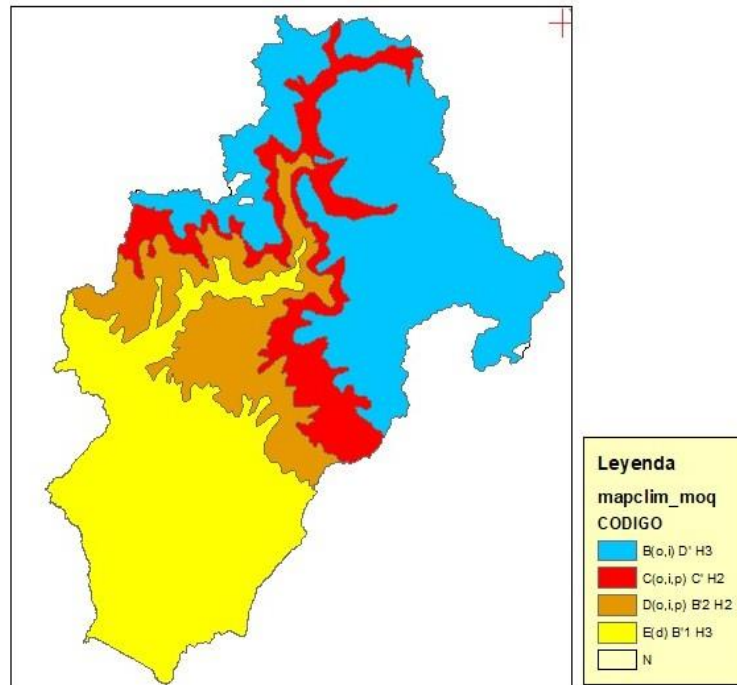 Leyenda
mapclim_moq
CODIGO
B(o,i) D' H3
C(o,i,p) C' H2
D(o,i,p) B'2 H2
E(d) B'1 H3
N